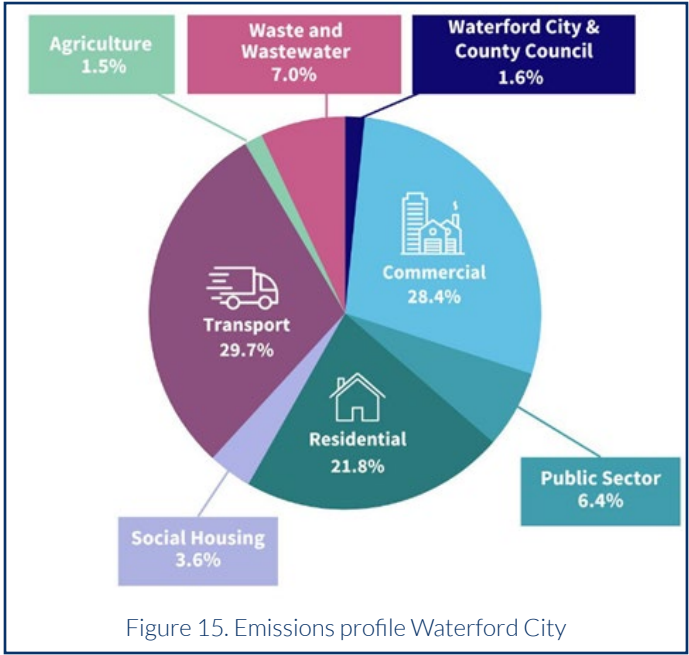 Agriculture
1.5%
Waste and
Wastewater
7.0%
Waterford City &
County Council
1.6%
Commercial
28.4%
Transport
29.7%
Residential
21.8%
Public Sector
6.4%
Social Housing
3.6%
Figure 15. Emissions profile Waterford City